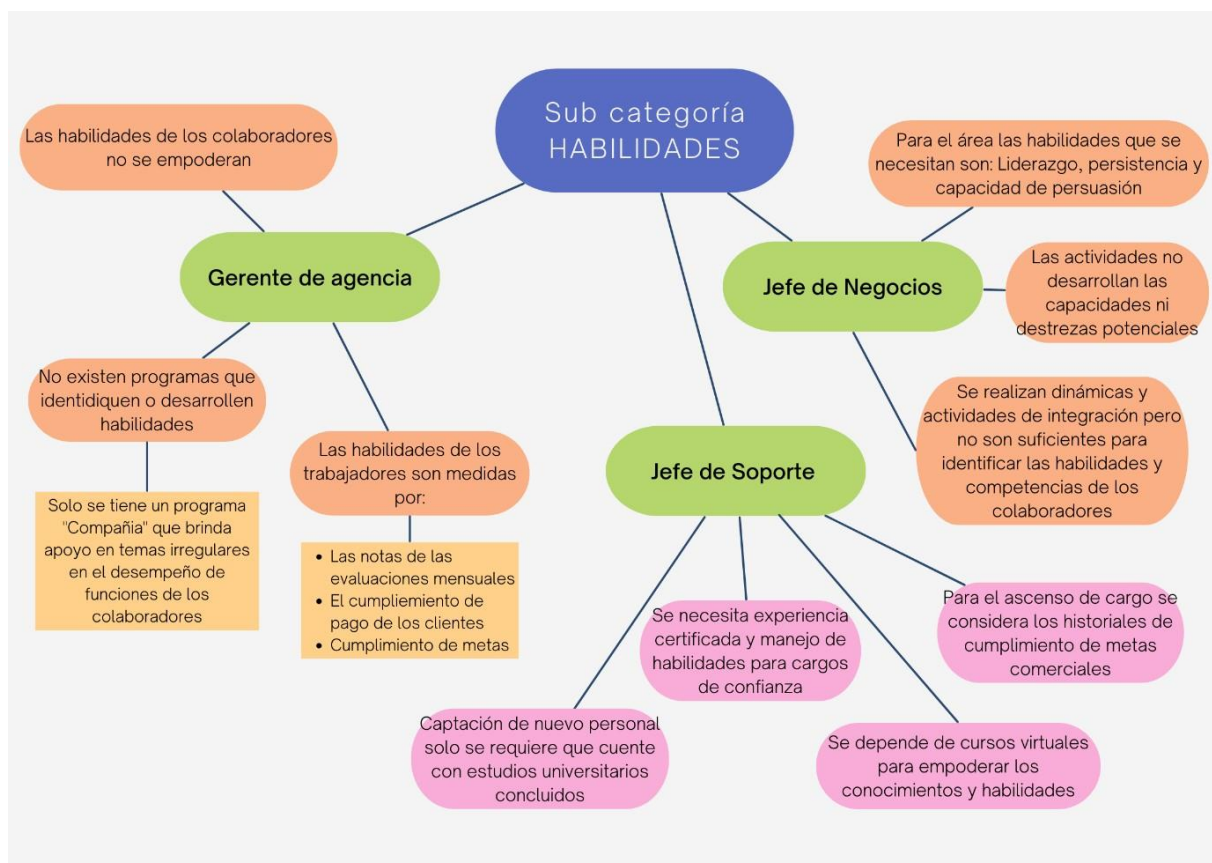 Sub categoría
HABILIDADES
Las habilidades de los colaboradores
no se empoderan
Gerente de agencia
No existen programas que
identidiquen o desarrollen
habilidades
Solo se tiene un programa
"Compañia" que brinda
apoyo en temas irregulares
en el desempeño de
funciones de los
colaboradores
Las habilidades de los
trabajadores son medidas
por:
• Las notas de las
evaluaciones mensuales
• El cumpliemiento de
pago de los clientes
• Cumplimiento de metas
Para el área las habilidades que se
necesitan son: Liderazgo, persistencia y
capacidad de persuasión
Jefe de Negocios
Las actividades no
desarrollan las
capacidades ni
destrezas potenciales
Se realizan dinámicas y
actividades de integración pero
no son suficientes para
identificar las habilidades y
competencias de los
colaboradores
Jefe de Soporte
Captación de nuevo personal
solo se requiere que cuente
con estudios universitarios
concluidos
Se necesita experiencia
certificada y manejo de
habilidades para cargos
de confianza
Se depende de cursos virtuales
para empoderar los
conocimientos y habilidades
Para el ascenso de cargo se
considera los historiales de
cumplimiento de metas
comerciales